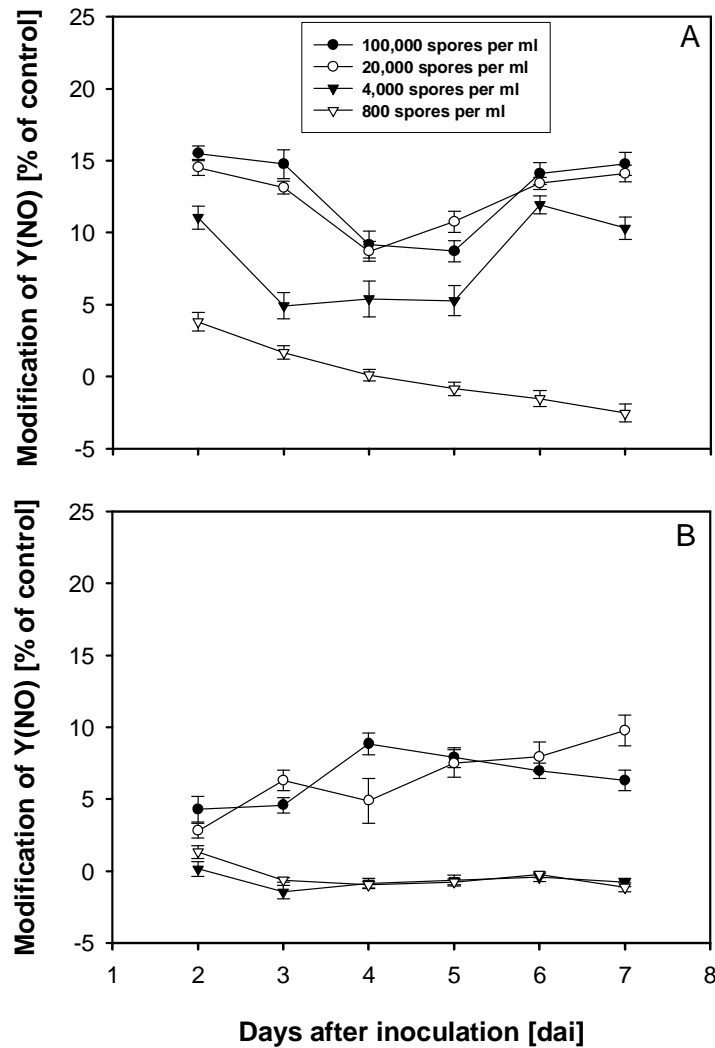 25
20
15
10
5
0
-5
Modification of Y(NO) [% of control]
A
100,000 spores per ml
20,000 spores per ml
4,000 spores per ml
800 spores per ml
25
20
15
10
5
0
-5
Modification of Y(NO) [% of control]
B
1 2 3 4 5 6 7 8
Days after inoculation [dai]